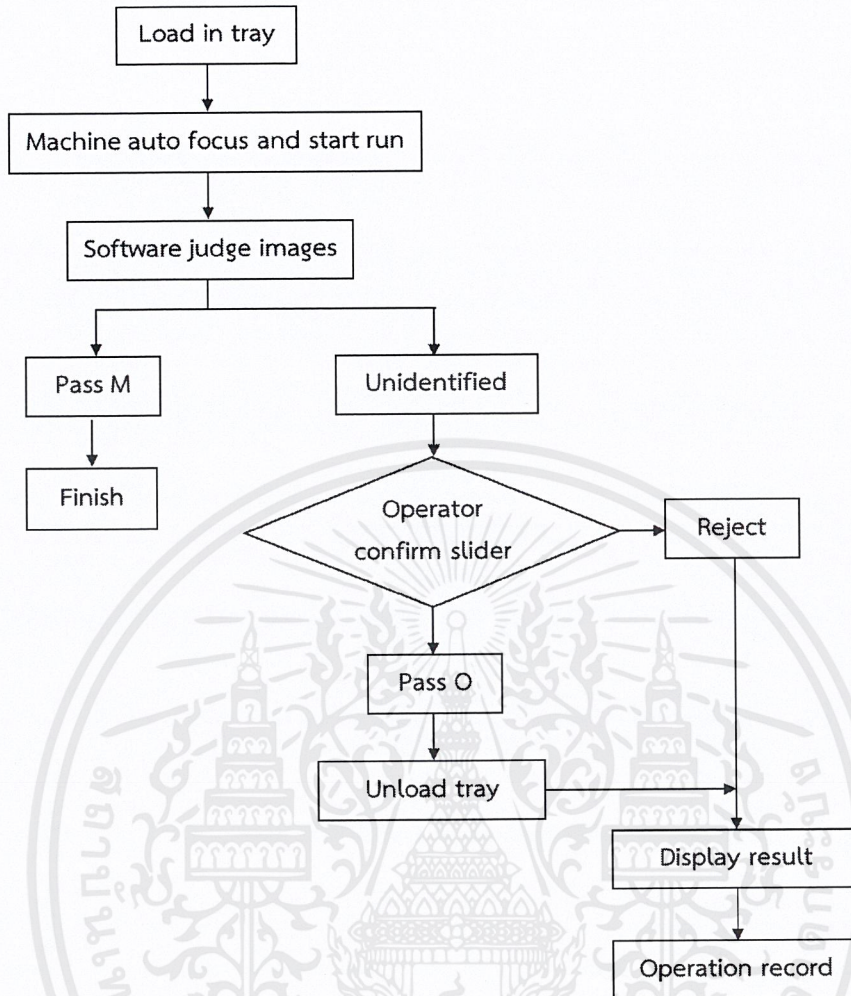 Load in tray
Machine auto focus and start run
Software judge images
Pass M
Unidentified
Finish
Operator
confirm slider
Reject
Pass O
Unload tray
Display result
Operation record